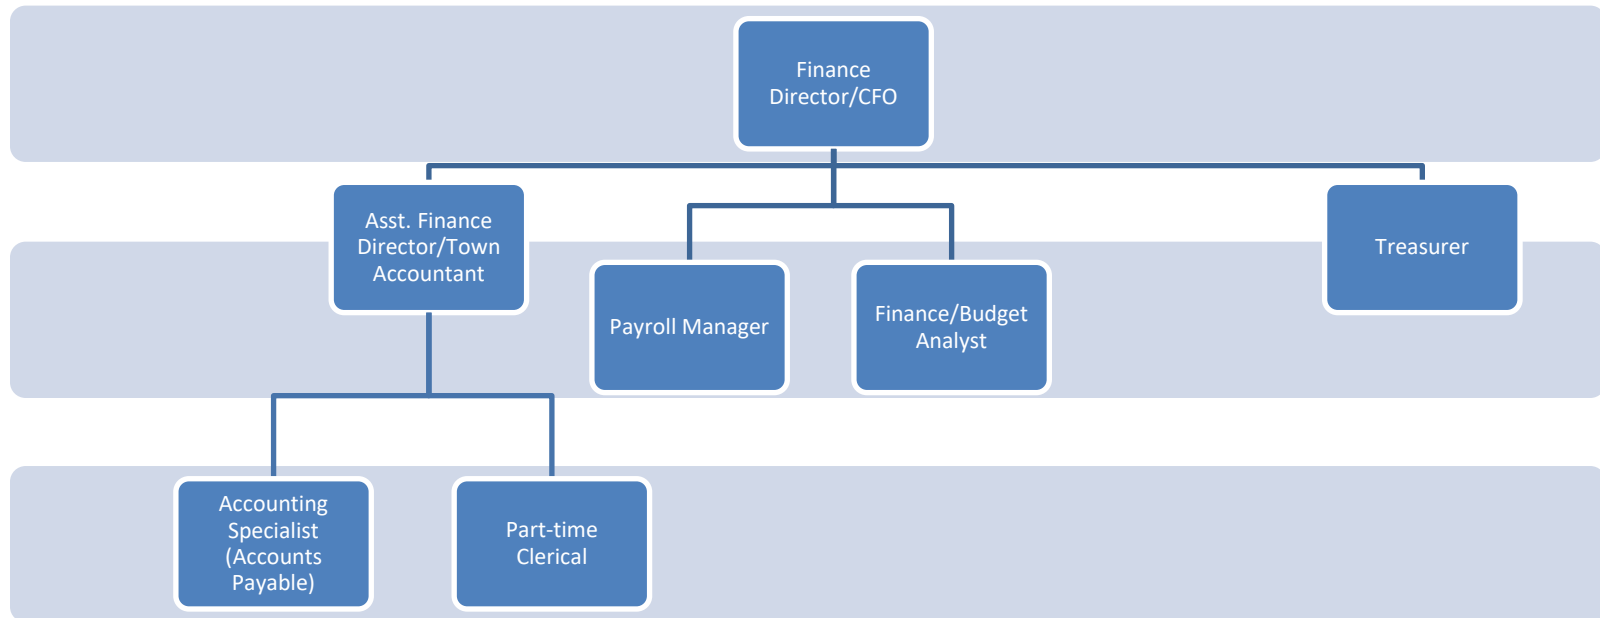 Finance
Director/CFO
Asst. Finance
Director/Town
Accountant
Treasurer
Payroll Manager
Finance/Budget
Analyst
Accounting
Specialist
(Accounts
Payable)
Part-time
Clerical